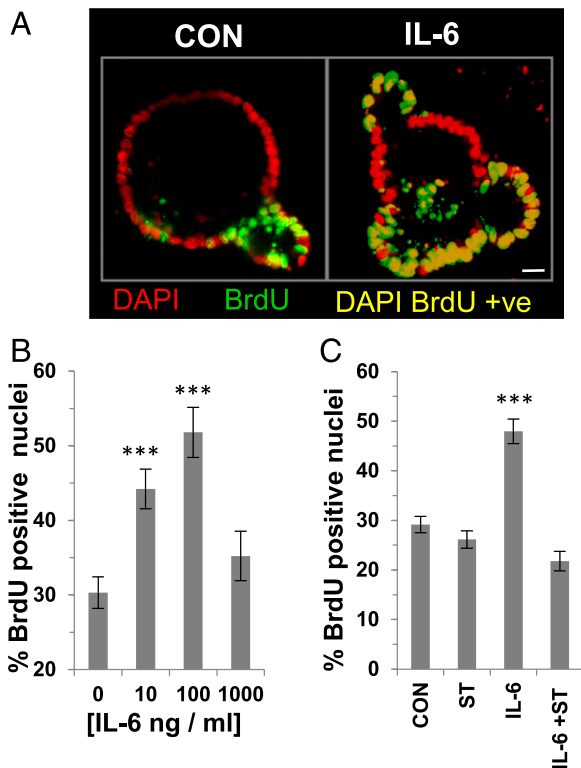 A
CON IL-6
DAPI BrdU DAPI BrdU +ve
B
% BrdU positive nuclei
60
50
40
30
20
***
***
0 10 100 1000
[IL-6 ng / ml]
C
% BrdU positive nuclei
60
50
40
30
20
10
0
***
CON
ST
IL-6
IL-6 +ST